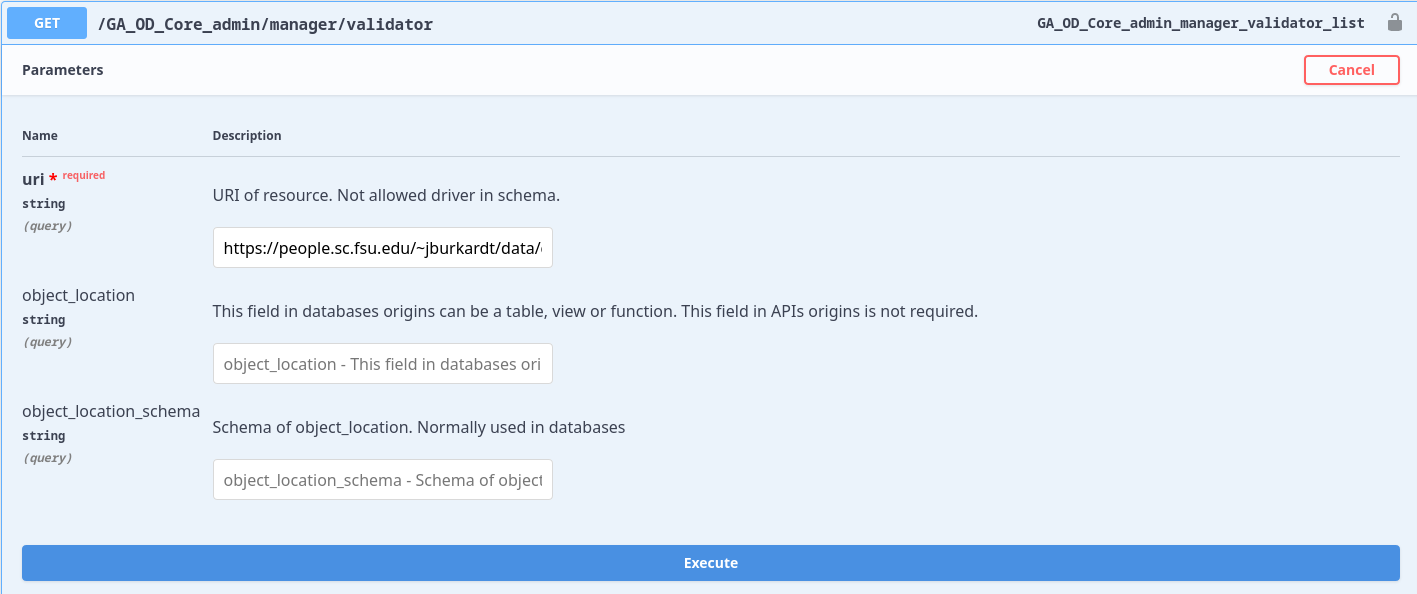 GET /GA_OD_Core_admin/manager/validator GA_OD_Core_admin_manager_validator_list
Parameters Cancel
Name Description
uri * required
string
(query)
URI of resource. Not allowed driver in schema.
https://people.sc.fsu.edu/~jburkardt/data/
object_location
string
(query)
This field in databases origins can be a table, view or function. This field in APIs origins is not required.
object_location - This field in databases ori
object_location_schema
string
(query)
Schema of object_location. Normally used in databases
object_location_schema - Schema of object
Execute